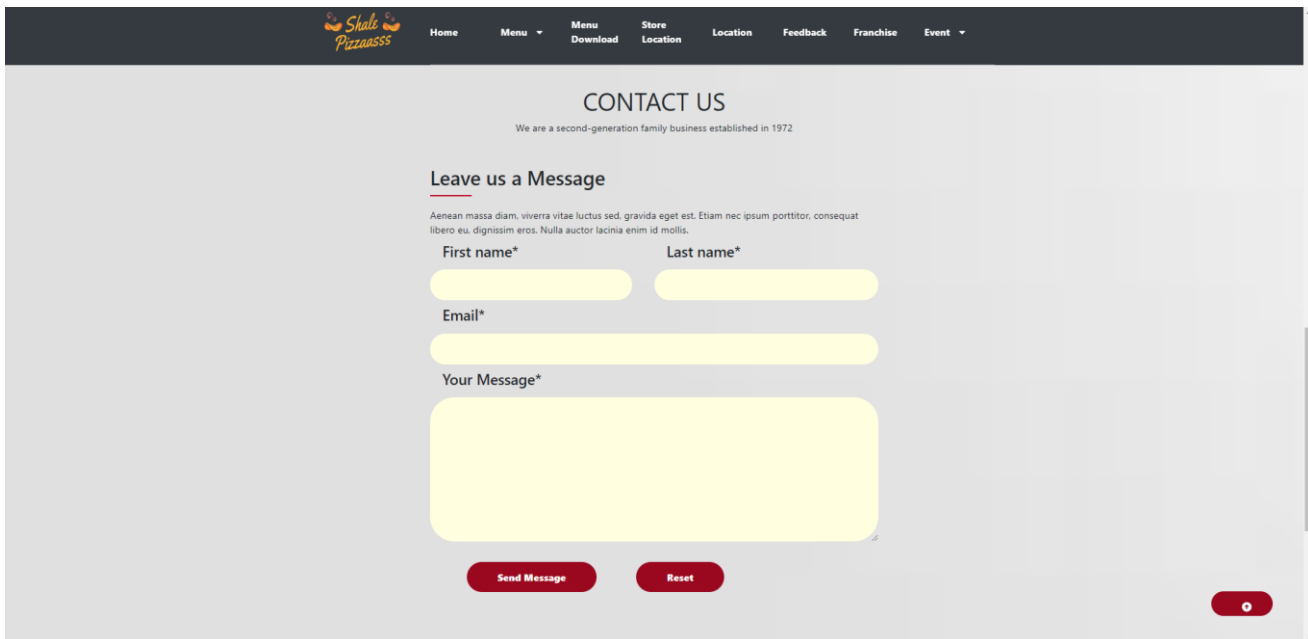 Shale
Pizzaasss
Home
Menu
Menu
Download
Store
Location
Location
Feedback
Franchise
Event
CONTACT US
We are a second-generation family business established in 1972
Leave us a Message
Aenean massa diam, viverra vitae luctus sed, gravida eget est. Etiam nec ipsum porttitor, consequat
libero eu, dignissim eros. Nulla auctor lacinia enim id mollis.
First name*
Last name*
Email*
Your Message*
Send Message
Reset